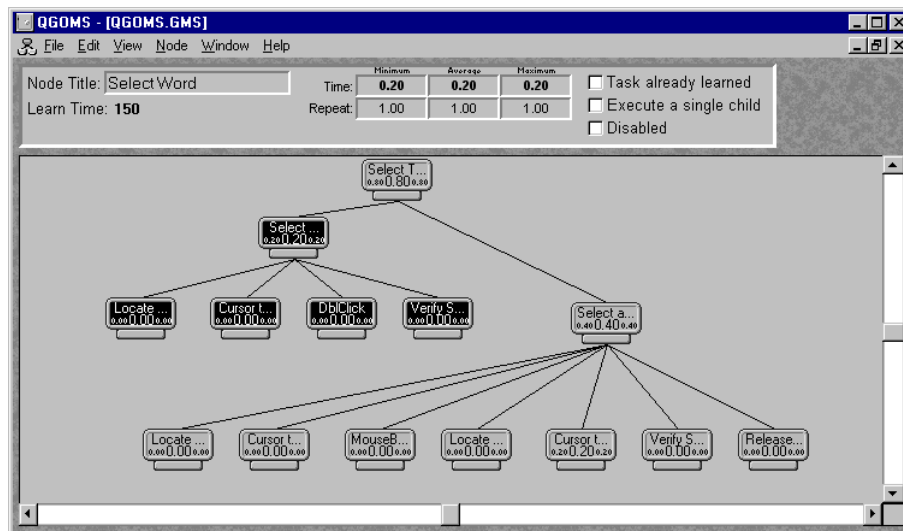 QGOMS - [QGOMS.GMS]
File Edit View Node Window Help
Minimum Average Maximum
Node Title: Select Word Time: 0.20 0.20 0.20 Task already learned
Learn Time: 150 Repeat: 1.00 1.00 1.00 Execute a single child
Disabled
Select T...
0.80 0.80 0.80
Select ...
0.20 0.20 0.20
Locate ... Cursor t... DblClick Verify S... Select a...
0.00 0.00 0.00 0.00 0.00 0.00 0.00 0.00 0.00 0.00 0.00 0.00 0.40 0.40 0.40
Locate ... Cursor t... MouseB... Locate ... Cursor t... Verify S... Release...
0.00 0.00 0.00 0.00 0.00 0.00 0.00 0.00 0.00 0.00 0.00 0.00 0.20 0.20 0.20 0.00 0.00 0.00 0.00 0.00 0.00